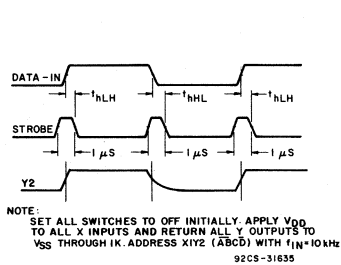 DATA-IN
thLH
thHL
thLH
STROBE
1 μS
1 μS
1 μS
Y2
NOTE:
SET ALL SWITCHES TO OFF INITIALLY. APPLY VDD
TO ALL X INPUTS AND RETURN ALL Y OUTPUTS TO
VSS THROUGH 1K. ADDRESS X1Y2 (A̅B̅C̅D̅) WITH fIN=10kHz
92CS-31635